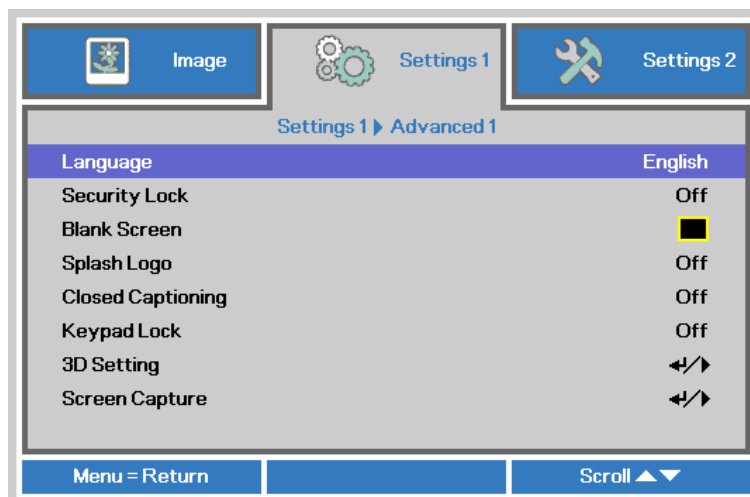 Image Settings 1 Settings 2
Settings 1 Advanced 1
Language English
Security Lock Off
Blank Screen
Splash Logo Off
Closed Captioning Off
Keypad Lock Off
3D Setting
Screen Capture
Menu = Return Scroll